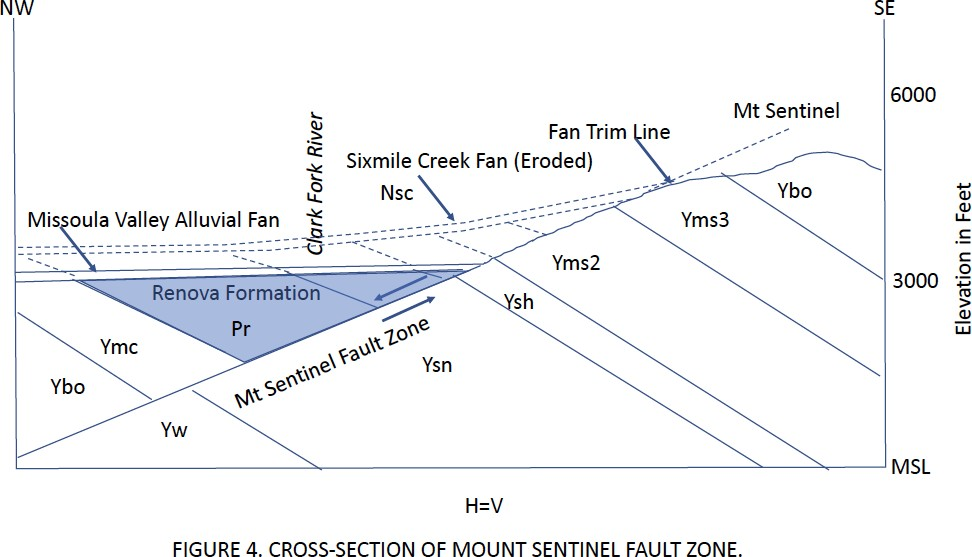 NW
SE
6000
Mt Sentinel
Fan Trim Line
Clark Fork River
Sixmile Creek Fan (Eroded)
Nsc
Ybo
Missoula Valley Alluvial Fan
Yms3
Yms2
3000
Elevation in Feet
Renova Formation
Ysh
Pr
Mt Sentinel Fault Zone
Ymc
Ysn
Ybo
Yw
MSL
H=V
FIGURE 4. CROSS-SECTION OF MOUNT SENTINEL FAULT ZONE.